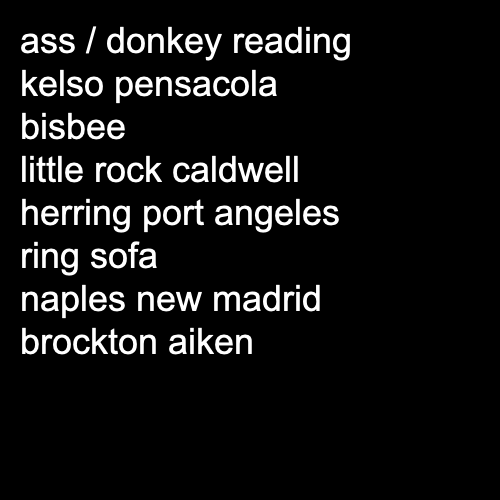 ass / donkey reading
kelso pensacola
bisbee
little rock caldwell
herring port angeles
ring sofa
naples new madrid
brockton aiken